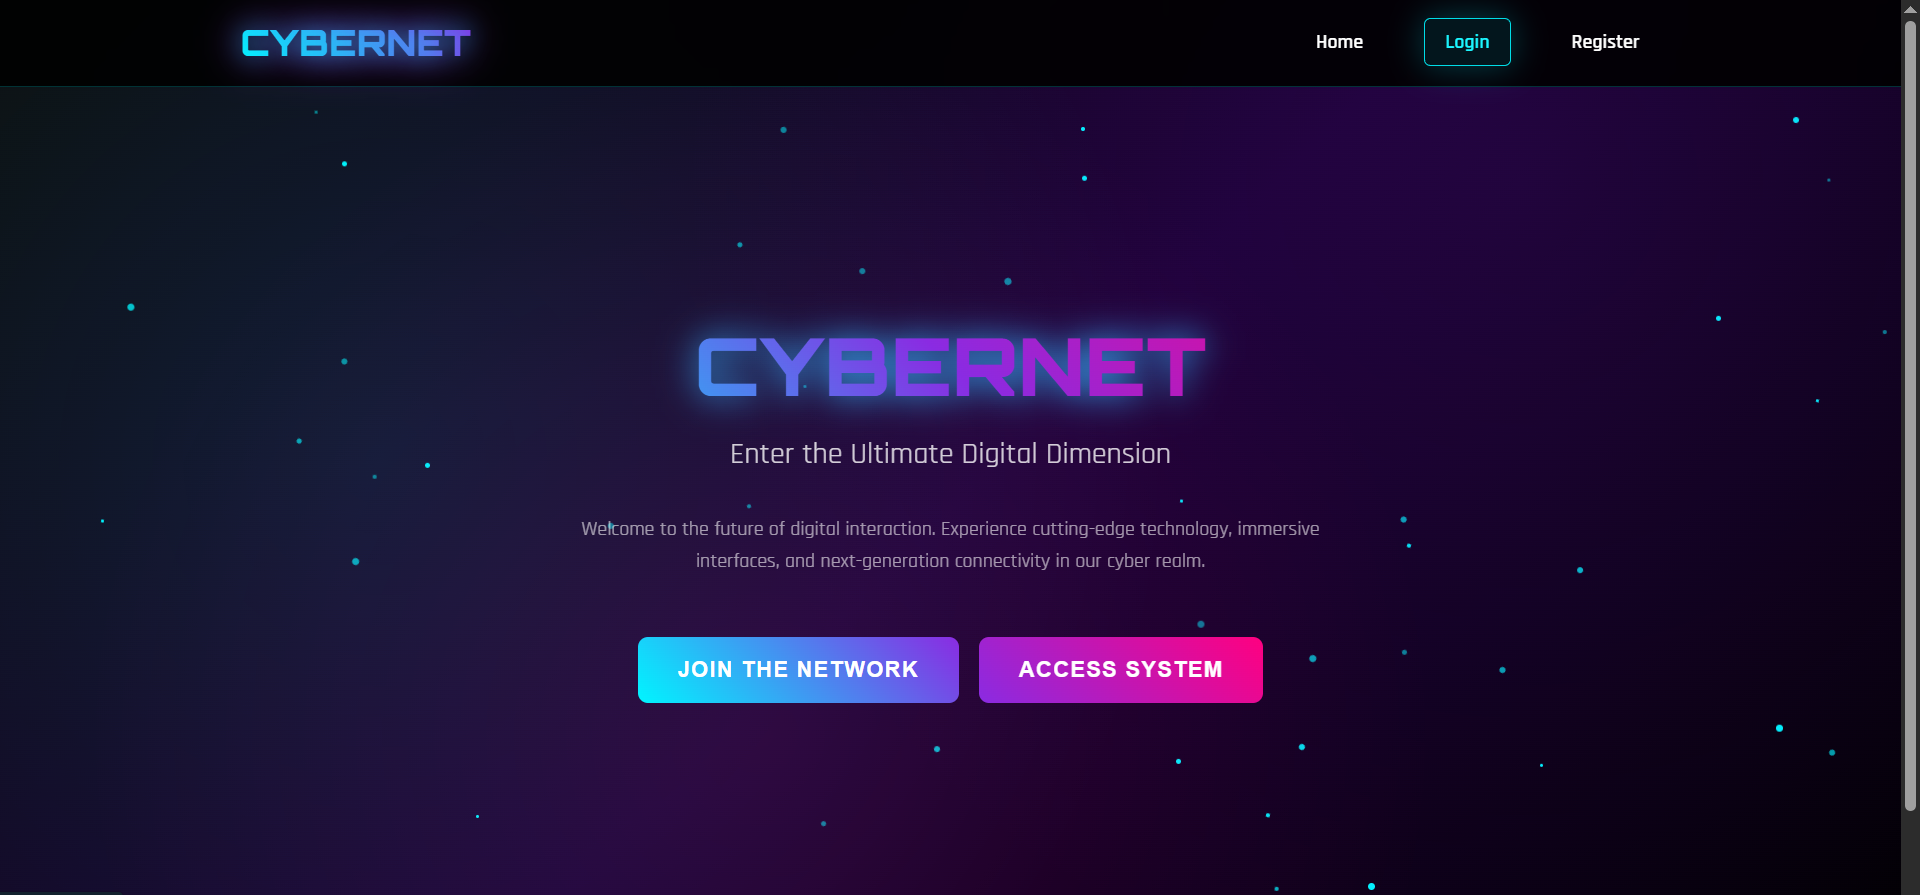 CYBERNET
Home
Login
Register
CYBERNET
Enter the Ultimate Digital Dimension
Welcome to the future of digital interaction. Experience cutting-edge technology, immersive
interfaces, and next-generation connectivity in our cyber realm.
JOIN THE NETWORK
ACCESS SYSTEM